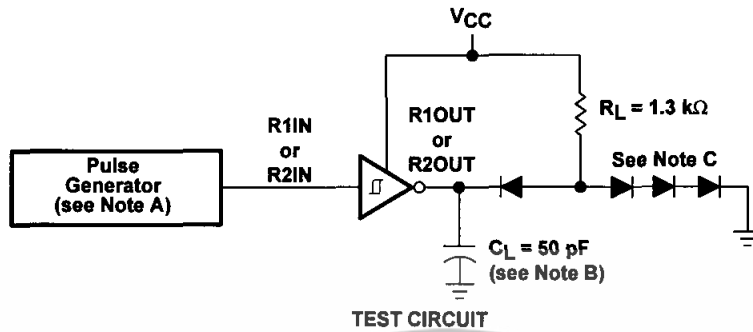 VCC
RL = 1.3 kΩ
R1IN
or
R2IN
R1OUT
or
R2OUT
See Note C
Pulse
Generator
(see Note A)
CL = 50 pF
(see Note B)
TEST CIRCUIT